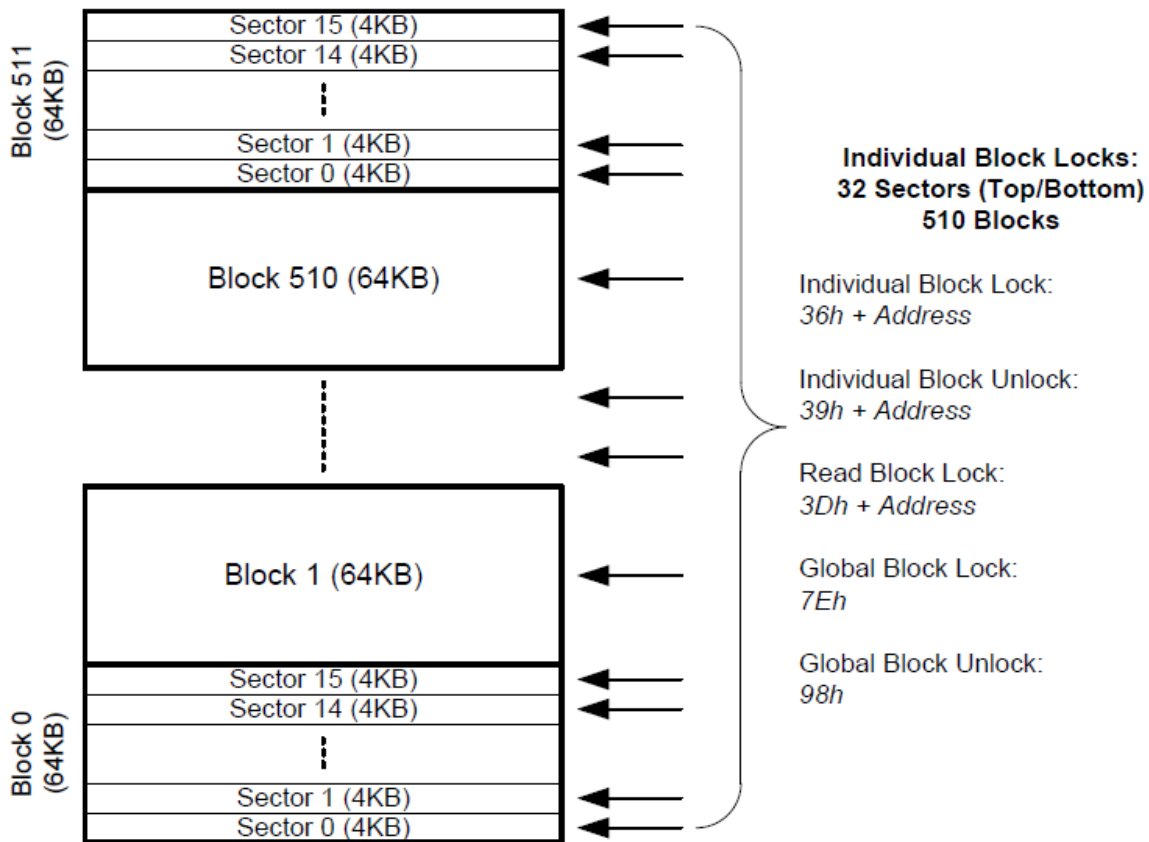 Block 511
(64KB)
Sector 15 (4KB)
Sector 14 (4KB)
Sector 1 (4KB)
Sector 0 (4KB)
Block 510 (64KB)
Block 1 (64KB)
Block 0
(64KB)
Sector 15 (4KB)
Sector 14 (4KB)
Sector 1 (4KB)
Sector 0 (4KB)
Individual Block Locks:
32 Sectors (Top/Bottom)
510 Blocks
Individual Block Lock:
36h + Address
Individual Block Unlock:
39h + Address
Read Block Lock:
3Dh + Address
Global Block Lock:
7Eh
Global Block Unlock:
98h